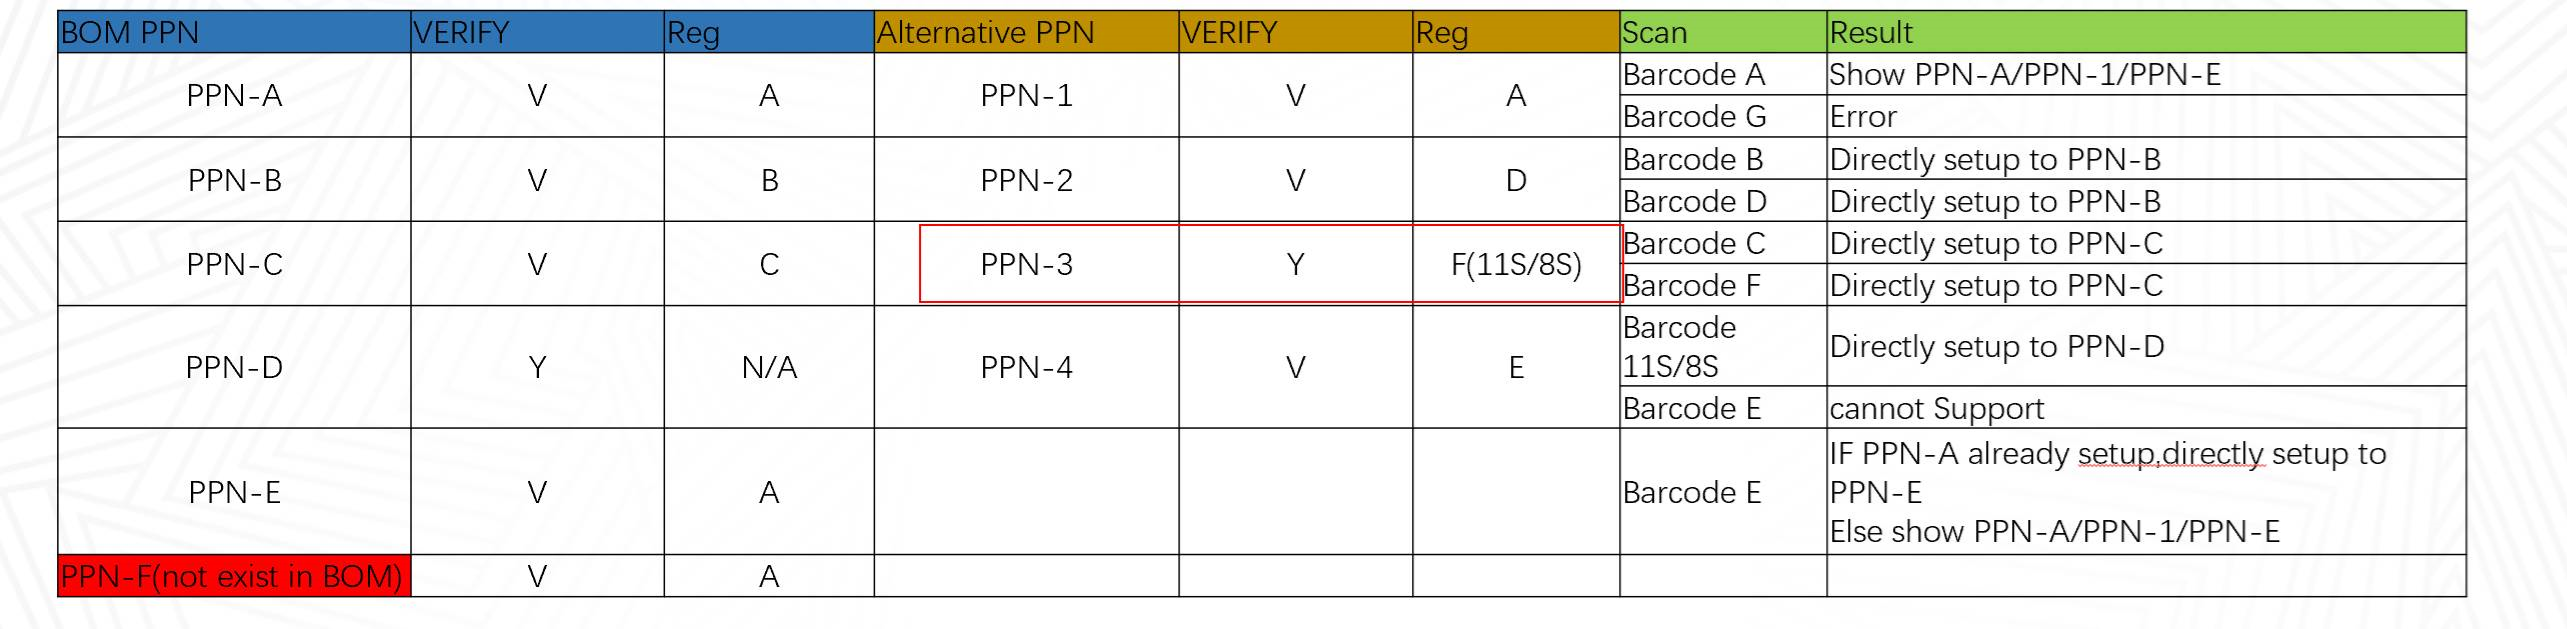 BOM PPN VERIFY Reg Alternative PPN VERIFY Reg Scan Result
PPN-A V A PPN-1 V A Barcode A Show PPN-A/PPN-1/PPN-E
Barcode G Error
PPN-B V B PPN-2 V D Barcode B Directly setup to PPN-B
Barcode D Directly setup to PPN-B
PPN-C V C PPN-3 Y F(11S/8S) Barcode C Directly setup to PPN-C
Barcode F Directly setup to PPN-C
PPN-D Y N/A PPN-4 V E Barcode
11S/8S Directly setup to PPN-D
Barcode E cannot Support
PPN-E V A Barcode E IF PPN-A already setup,directly setup to
PPN-E
Else show PPN-A/PPN-1/PPN-E
PPN-F(not exist in BOM) V A